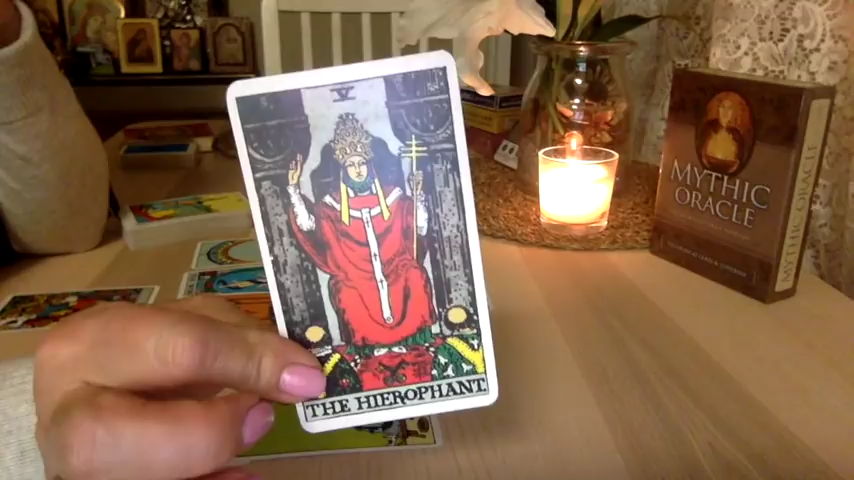 V
THE HIEROPHANT
MYTHIC
ORACLE
MYTHIC ORACLE